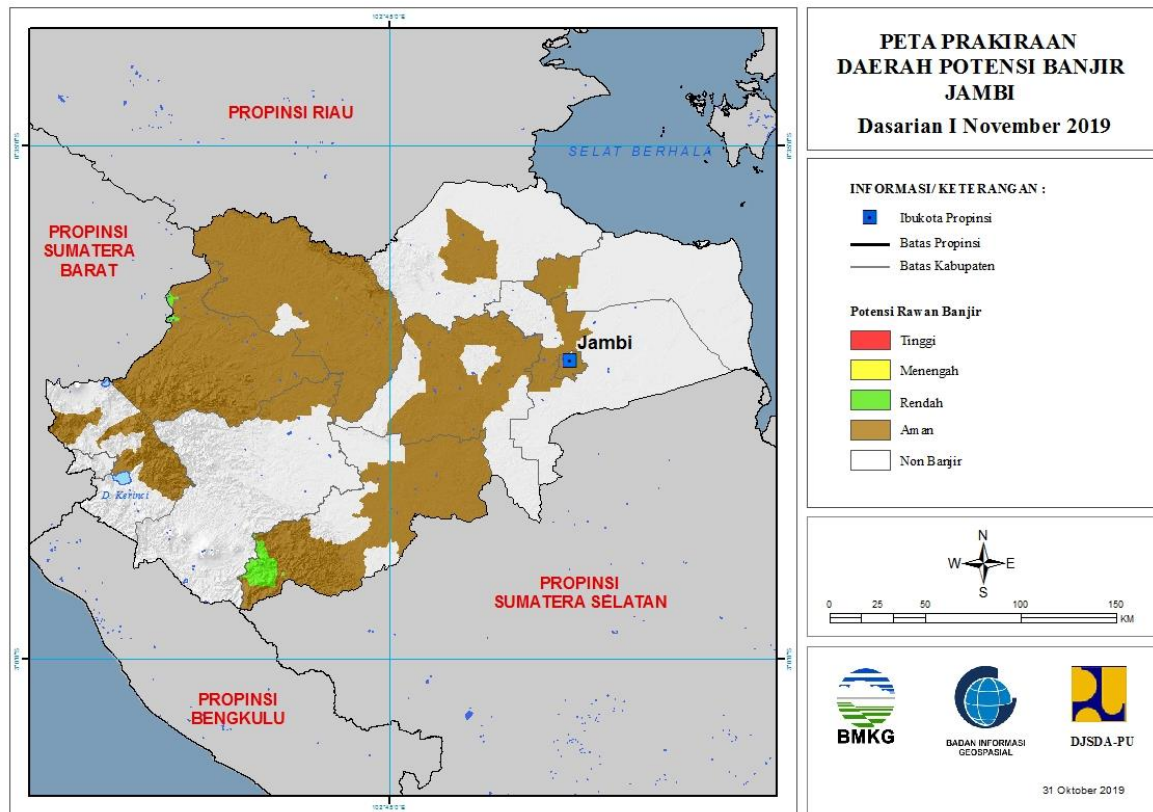 PETA PRAKIRAAN
DAERAH POTENSI BANJIR
JAMBI
Dasarian I November 2019
INFORMASI/KETERANGAN :
Ibukota Propinsi
Batas Propinsi
Batas Kabupaten
Potensi Rawan Banjir
Tinggi
Menengah
Rendah
Aman
Non Banjir
N
W E
S
0 25 50 100 150
KM
BMKG
BADAN INFORMASI
GEOSPASIAL
DJSDA-PU
31 Oktober 2019
PROPINSI RIAU
SELAT BERHALA
PROPINSI
SUMATERA
BARAT
Jambi
D. Kerinci
PROPINSI
SUMATERA SELATAN
PROPINSI
BENGKULU